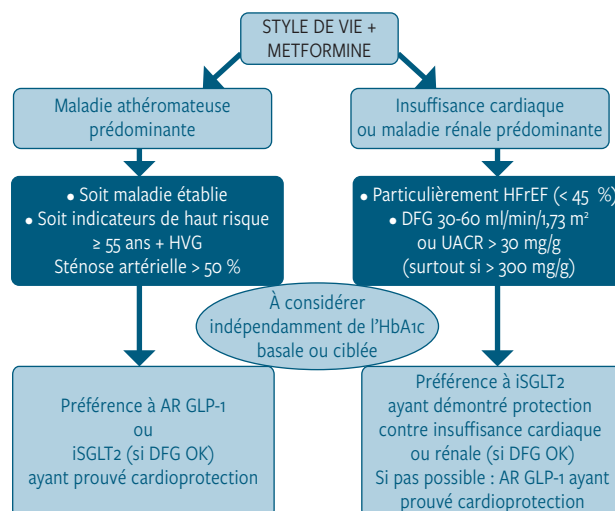 STYLE DE VIE +
METFORMINE
Maladie athéromateuse
prédominante
Insuffisance cardiaque
ou maladie rénale prédominante
• Soit maladie établie
• Soit indicateurs de haut risque
≥ 55 ans + HVG
Sténose artérielle > 50 %
• Particulièrement HFrEF (< 45 %)
• DFG 30-60 ml/min/1,73 m²
ou UACR > 30 mg/g
(surtout si > 300 mg/g)
À considérer
indépendamment de l’HbA1c
basale ou ciblée
Préférence à AR GLP-1
ou
iSGLT2 (si DFG OK)
ayant prouvé cardioprotection
Préférence à iSGLT2
ayant démontré protection
contre insuffisance cardiaque
ou rénale (si DFG OK)
Si pas possible : AR GLP-1 ayant
prouvé cardioprotection